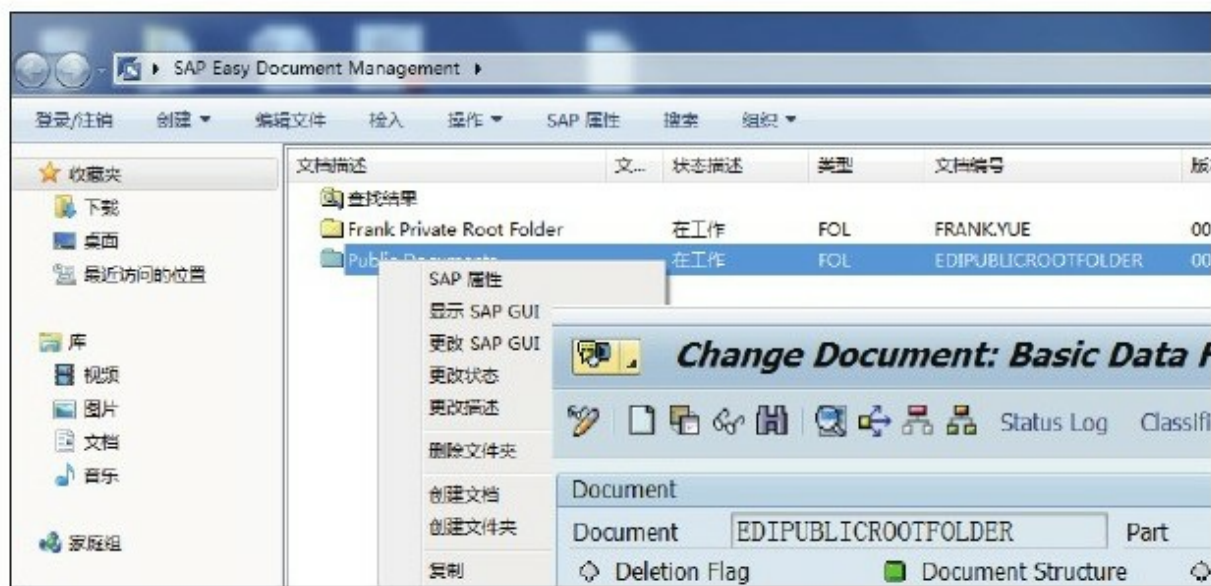 SAP Easy Document Management
登录/注销 创建 编辑文件 检入 操作 SAP 属性 搜索 组织
收藏夹
下载
桌面
最近访问的位置
库
视频
图片
文档
音乐
家庭组
文档描述 文... 状态描述 类型 文档编号
查找结果
Frank Private Root Folder 在工作 FOL FRANK.YUE 00
Public Documents 在工作 FOL EDIPUBLICROOTFOLDER 00
SAP 属性
显示 SAP GUI
更改 SAP GUI
更改状态
更改描述
删除文件夹
创建文档
创建文件夹
复制
Change Document: Basic Data
Status Log
Document
Document EDIPUBLICROOTFOLDER Part
Deletion Flag Document Structure